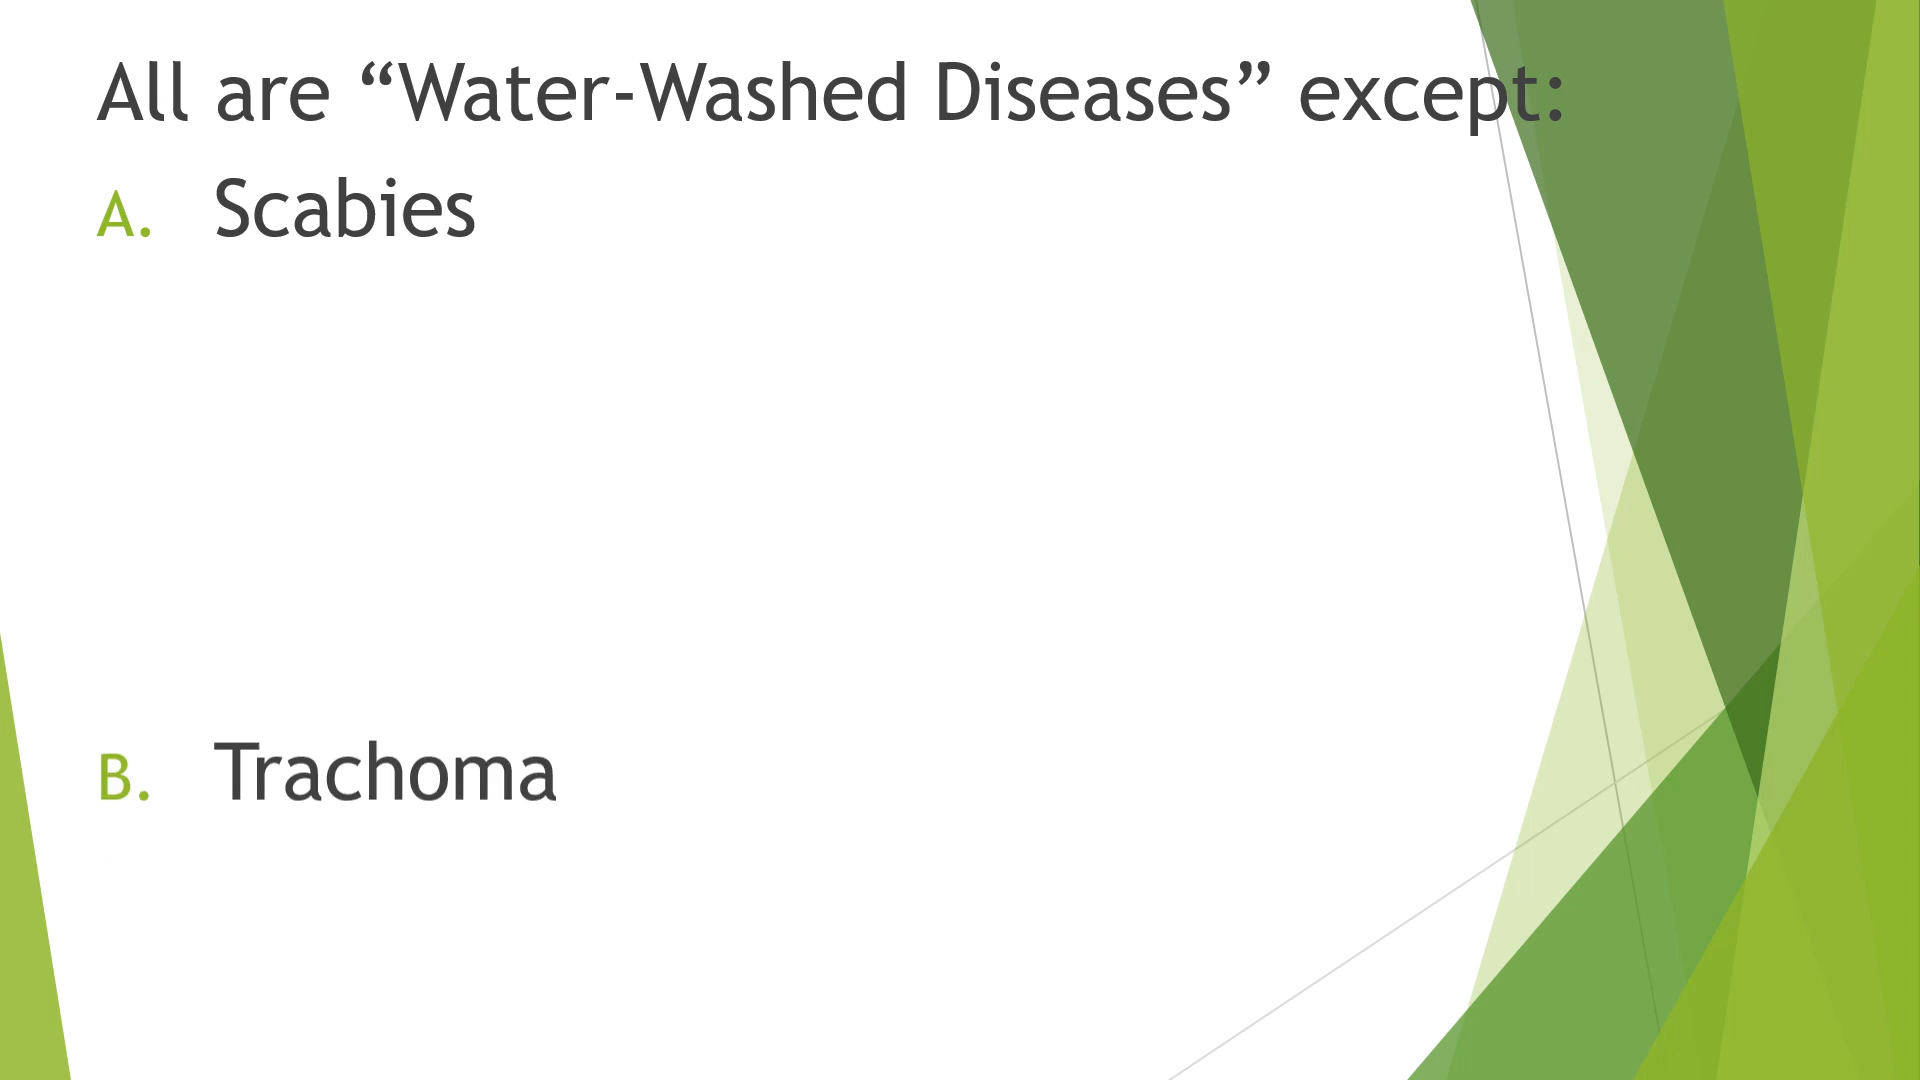 All are “Water-Washed Diseases” except:
A. Scabies
B. Trachoma